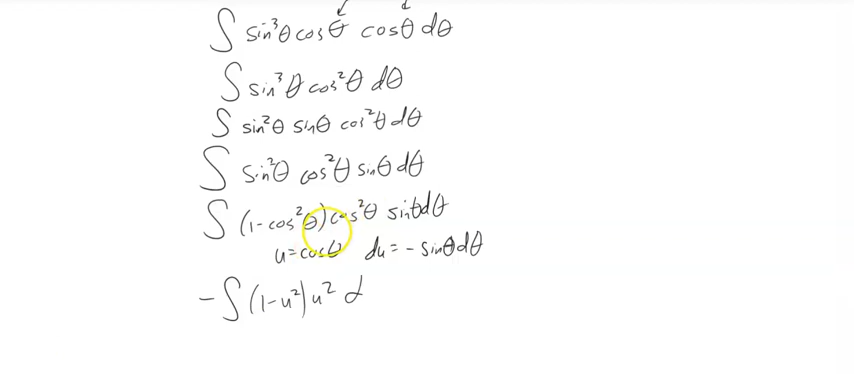 ∫ sin³θ cosθ cosθ dθ
∫ sin³θ cos²θ dθ
∫ sin²θ sinθ cos²θ dθ
∫ sin²θ cos²θ sinθ dθ
∫ (1-cos²θ) cos²θ sinθ dθ
u = cosθ du = - sinθ dθ
- ∫ (1-u²) u² d